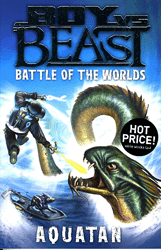 BOY VS
BEAST
BATTLE OF THE WORLDS
HOT
PRICE!
AQUATAN